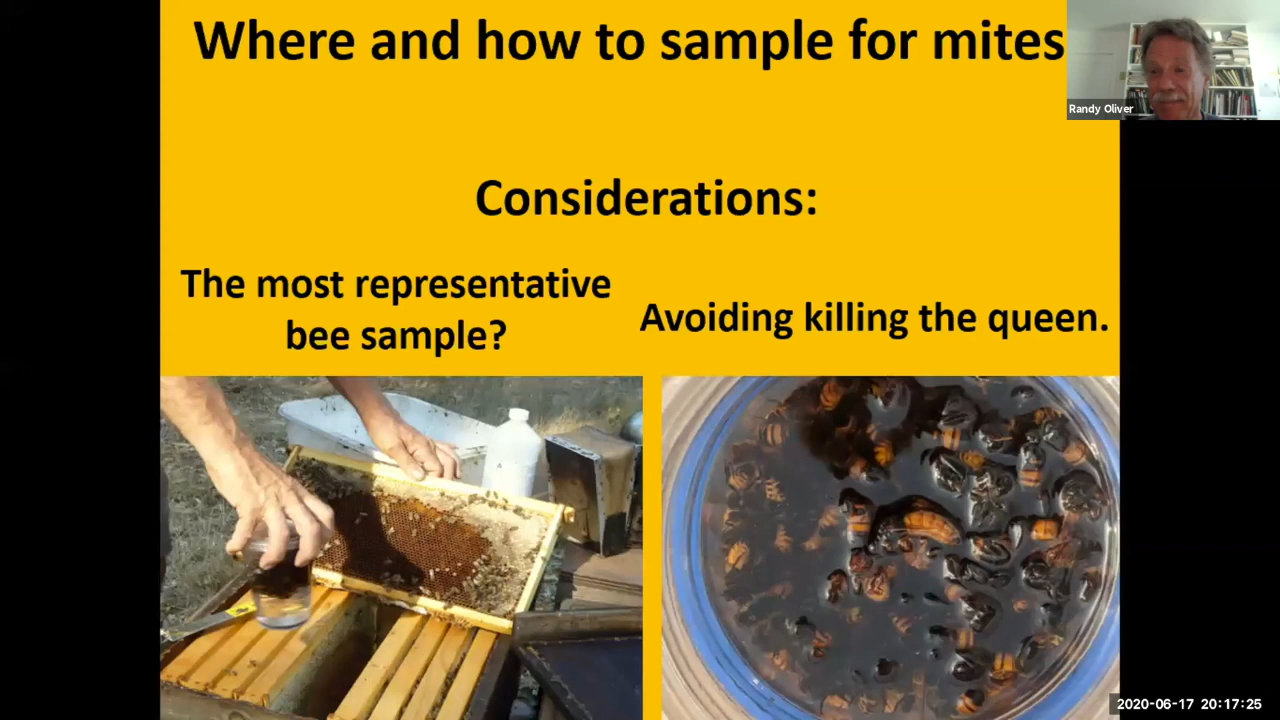 Where and how to sample for mites
Randy Oliver
Considerations:
The most representative
bee sample?
Avoiding killing the queen.
2020-06-17 20:17:25